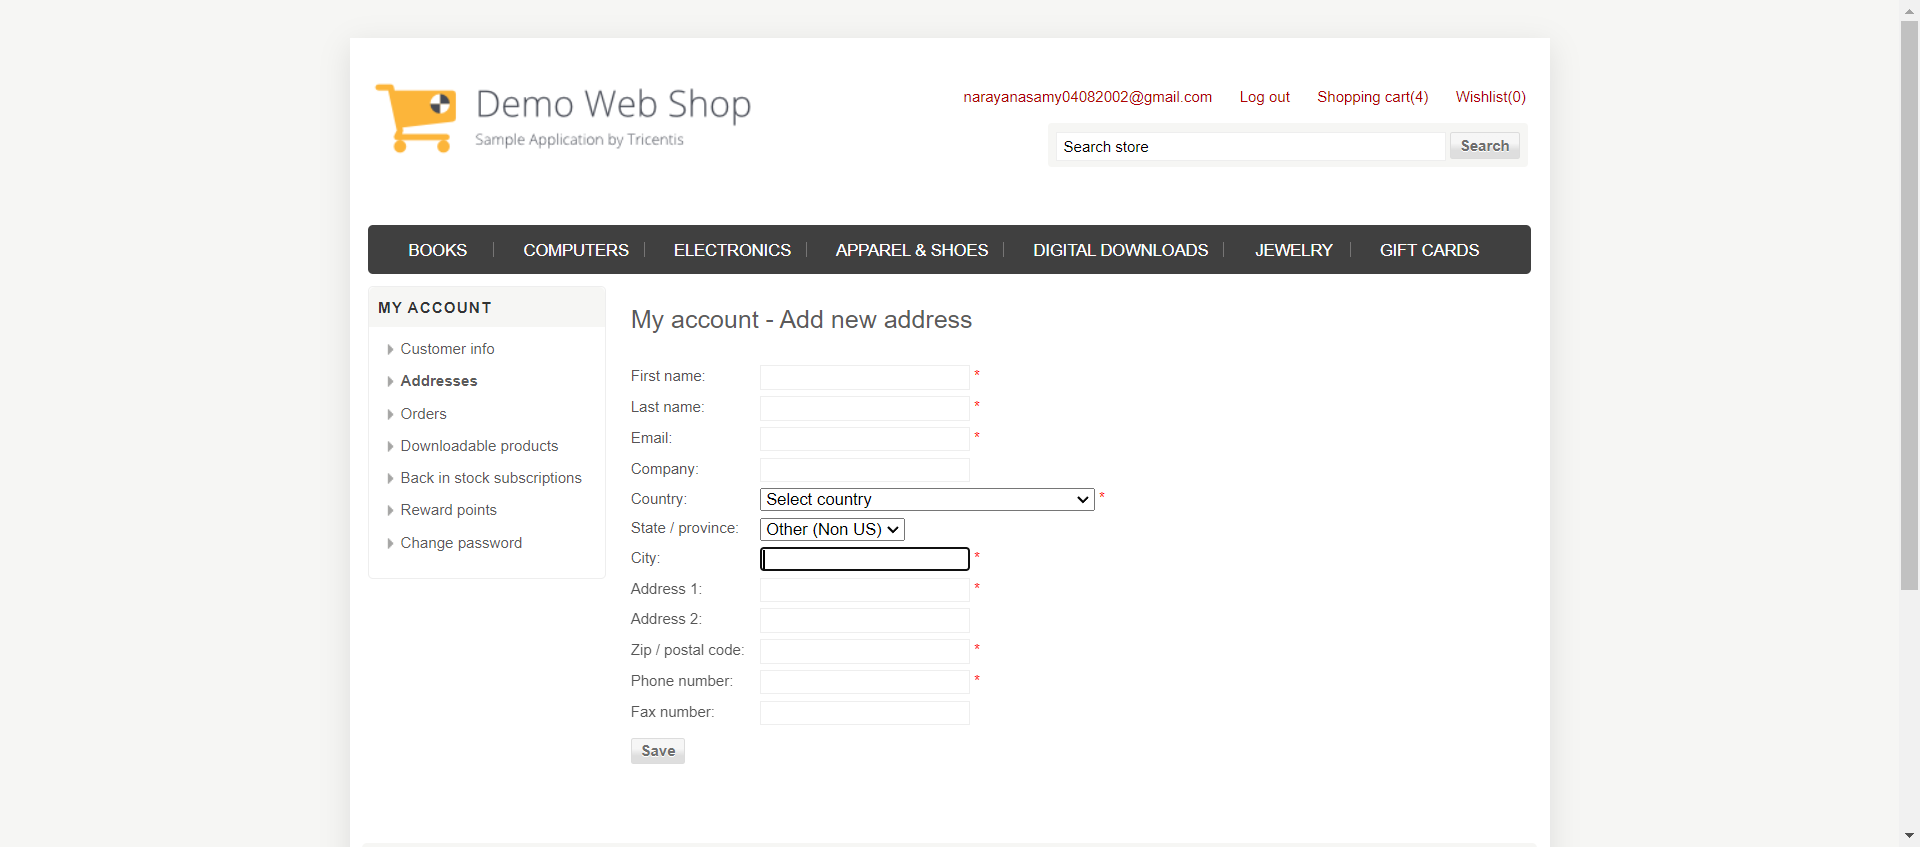 Demo Web Shop
Sample Application by Tricentis
narayanasamy04082002@gmail.com Log out Shopping cart(4) Wishlist(0)
Search store Search
BOOKS COMPUTERS ELECTRONICS APPAREL & SHOES DIGITAL DOWNLOADS JEWELRY GIFT CARDS
MY ACCOUNT
Customer info
Addresses
Orders
Downloadable products
Back in stock subscriptions
Reward points
Change password
My account - Add new address
First name: *
Last name: *
Email: *
Company:
Country: Select country *
State / province: Other (Non US)
City: *
Address 1: *
Address 2:
Zip / postal code: *
Phone number: *
Fax number:
Save